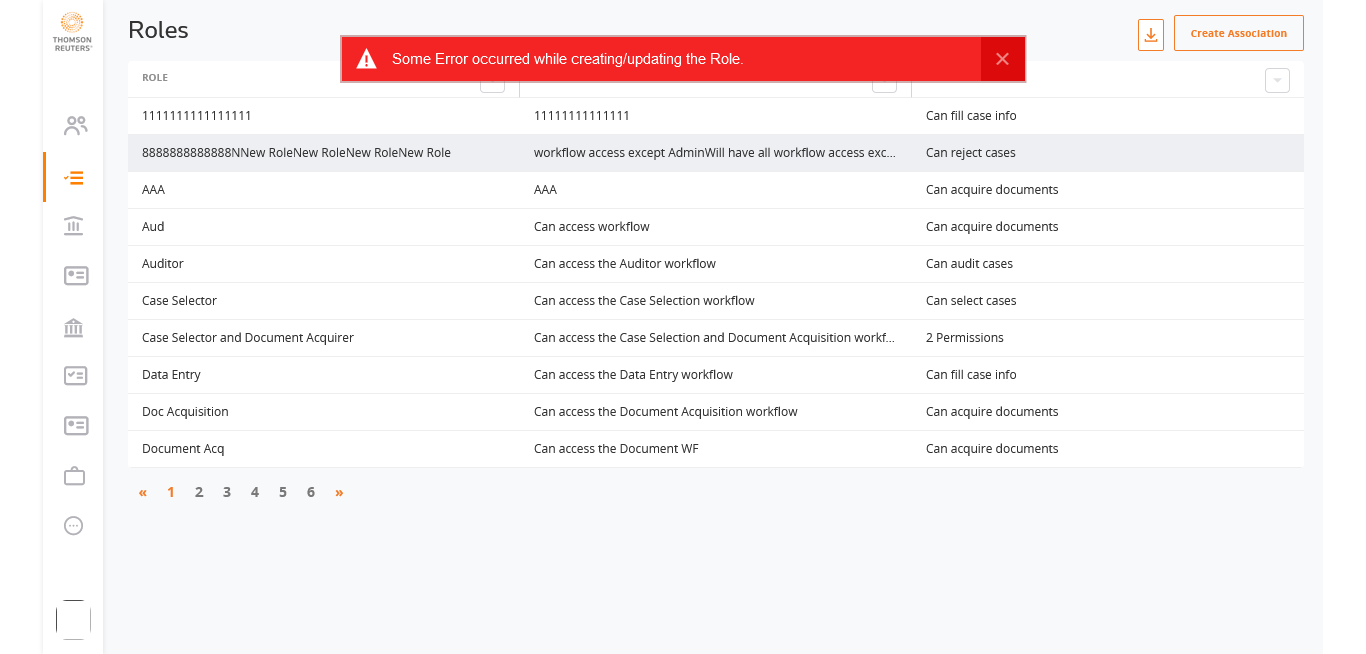 THOMSON
REUTERS
Roles
Create Association
Some Error occurred while creating/updating the Role.
ROLE
1111111111111111 11111111111111 Can fill case info
8888888888888NNew RoleNew RoleNew RoleNew Role workflow access except AdminWill have all workflow access exc... Can reject cases
AAA AAA Can acquire documents
Aud Can access workflow Can acquire documents
Auditor Can access the Auditor workflow Can audit cases
Case Selector Can access the Case Selection workflow Can select cases
Case Selector and Document Acquirer Can access the Case Selection and Document Acquisition workf... 2 Permissions
Data Entry Can access the Data Entry workflow Can fill case info
Doc Acquisition Can access the Document Acquisition workflow Can acquire documents
Document Acq Can access the Document WF Can acquire documents
« 1 2 3 4 5 6 »